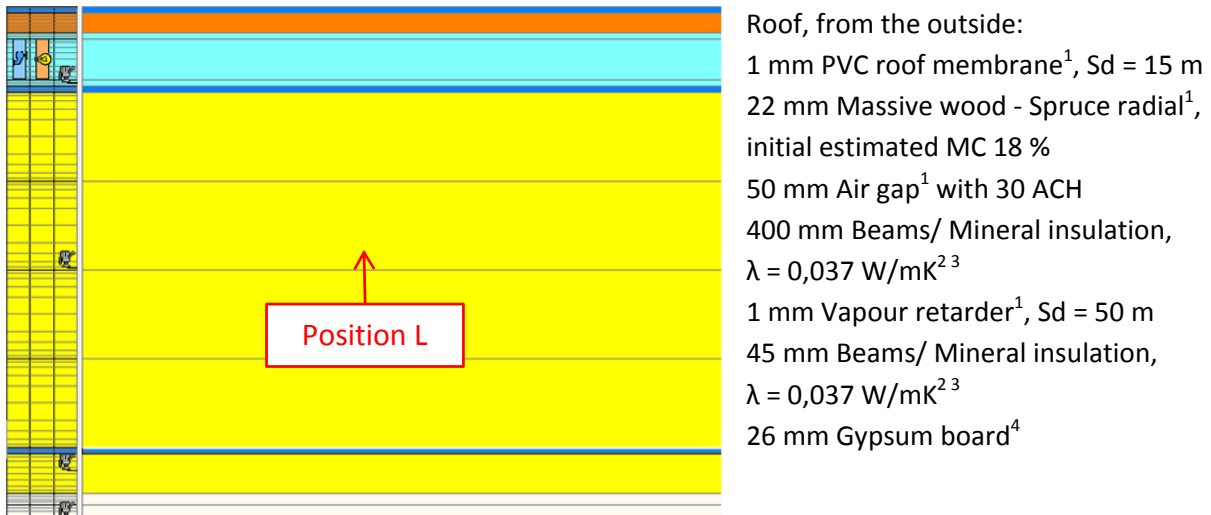 Roof, from the outside:
1 mm PVC roof membrane¹, Sd = 15 m
22 mm Massive wood - Spruce radial¹,
initial estimated MC 18 %
50 mm Air gap¹ with 30 ACH
400 mm Beams/ Mineral insulation,
λ = 0,037 W/mK² ³
1 mm Vapour retarder¹, Sd = 50 m
45 mm Beams/ Mineral insulation,
λ = 0,037 W/mK² ³
26 mm Gypsum board⁴
Position L